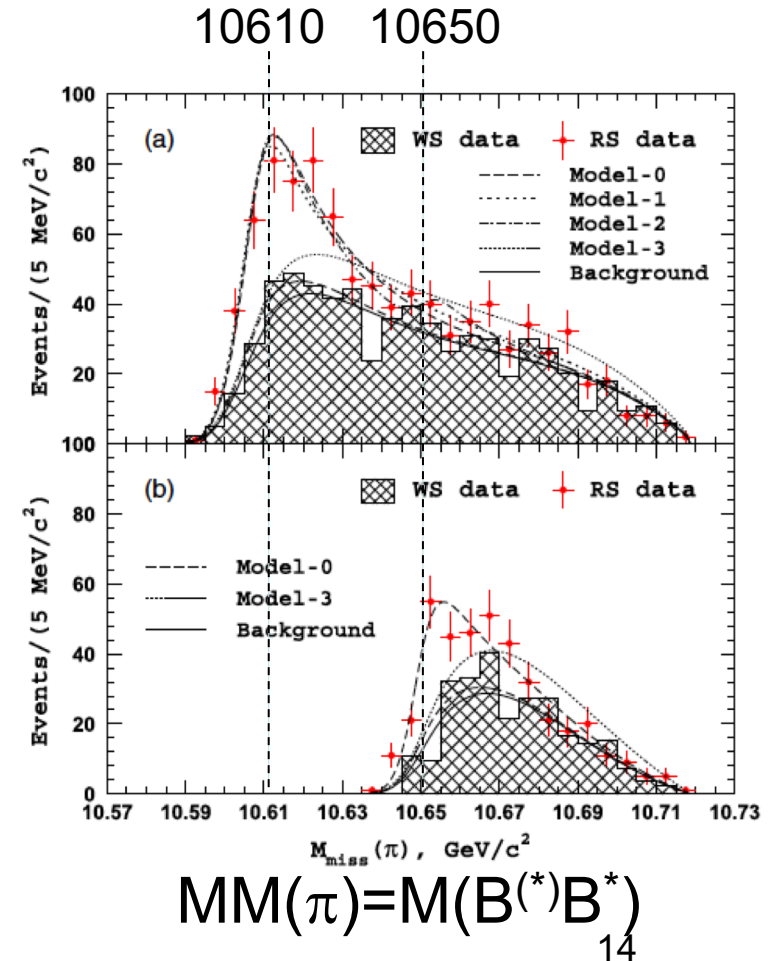 10610 10650
100
(a) WS data RS data
80
Model-0
Model-1
60
Model-2
Model-3
Background
40
20
Events/(5 MeV/c²)
100
(b) WS data RS data
80
Model-0
60
Model-3
Background
40
20
0
Events/(5 MeV/c²)
10.57 10.59 10.61 10.63 10.65 10.67 10.69 10.71 10.73
M_miss(π), GeV/c²
MM(π)=M(B^(*)B^*)
14